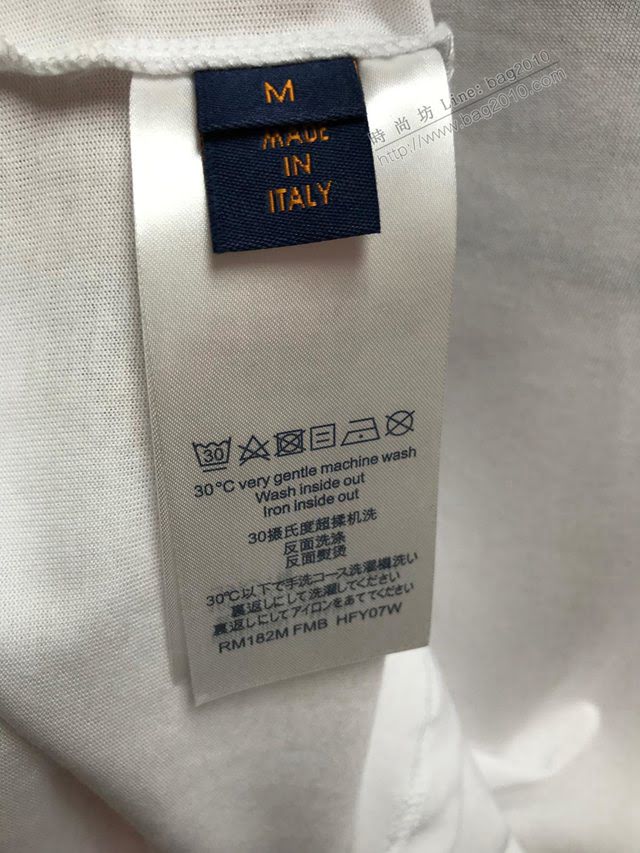 M
MADE
IN
ITALY
時尚坊 Line: bag2010
http://www.bag2010.com
30
30°C very gentle machine wash
Wash inside out
Iron inside out
30摄氏度超揉机洗
反面洗涤
反面熨烫
30℃以下で手洗コース洗濯機洗い
裏返しにして洗濯してください
裏返しにしてアイロンをあててください
RM182M FMB HFY07W